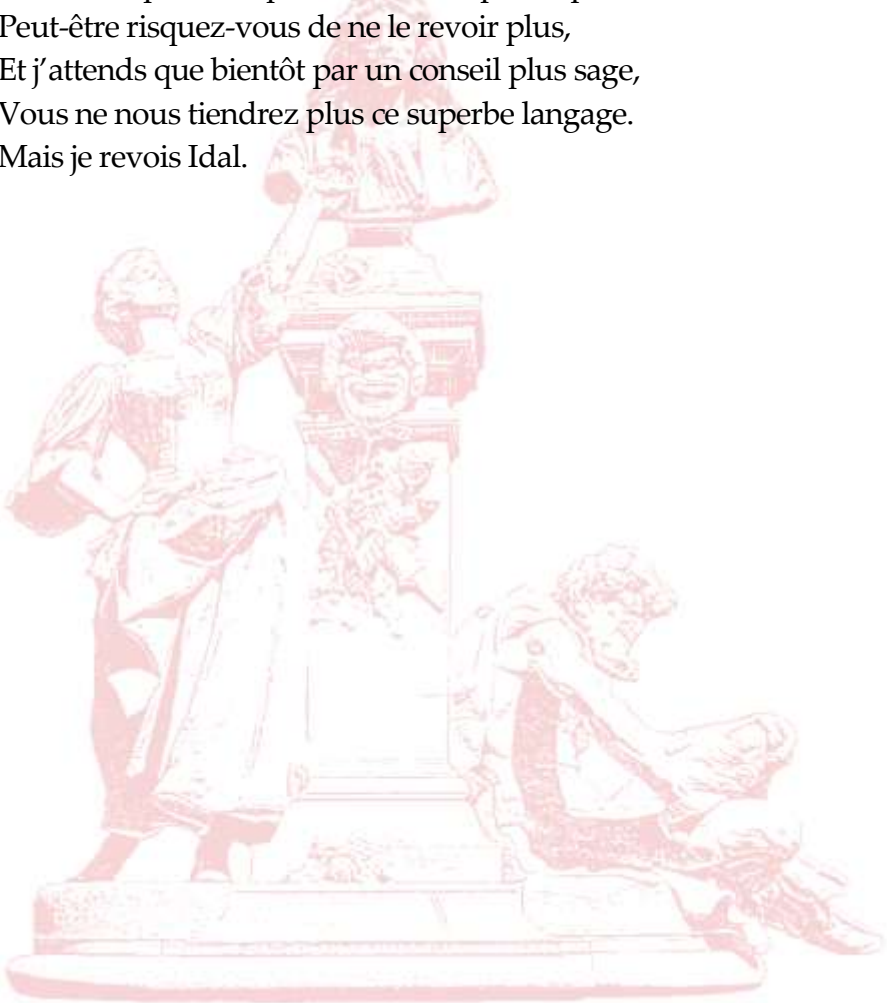 Peut-être risquez-vous de ne le revoir plus,
Et j’attends que bientôt par un conseil plus sage,
Vous ne nous tiendrez plus ce superbe langage.
Mais je revois Idal.